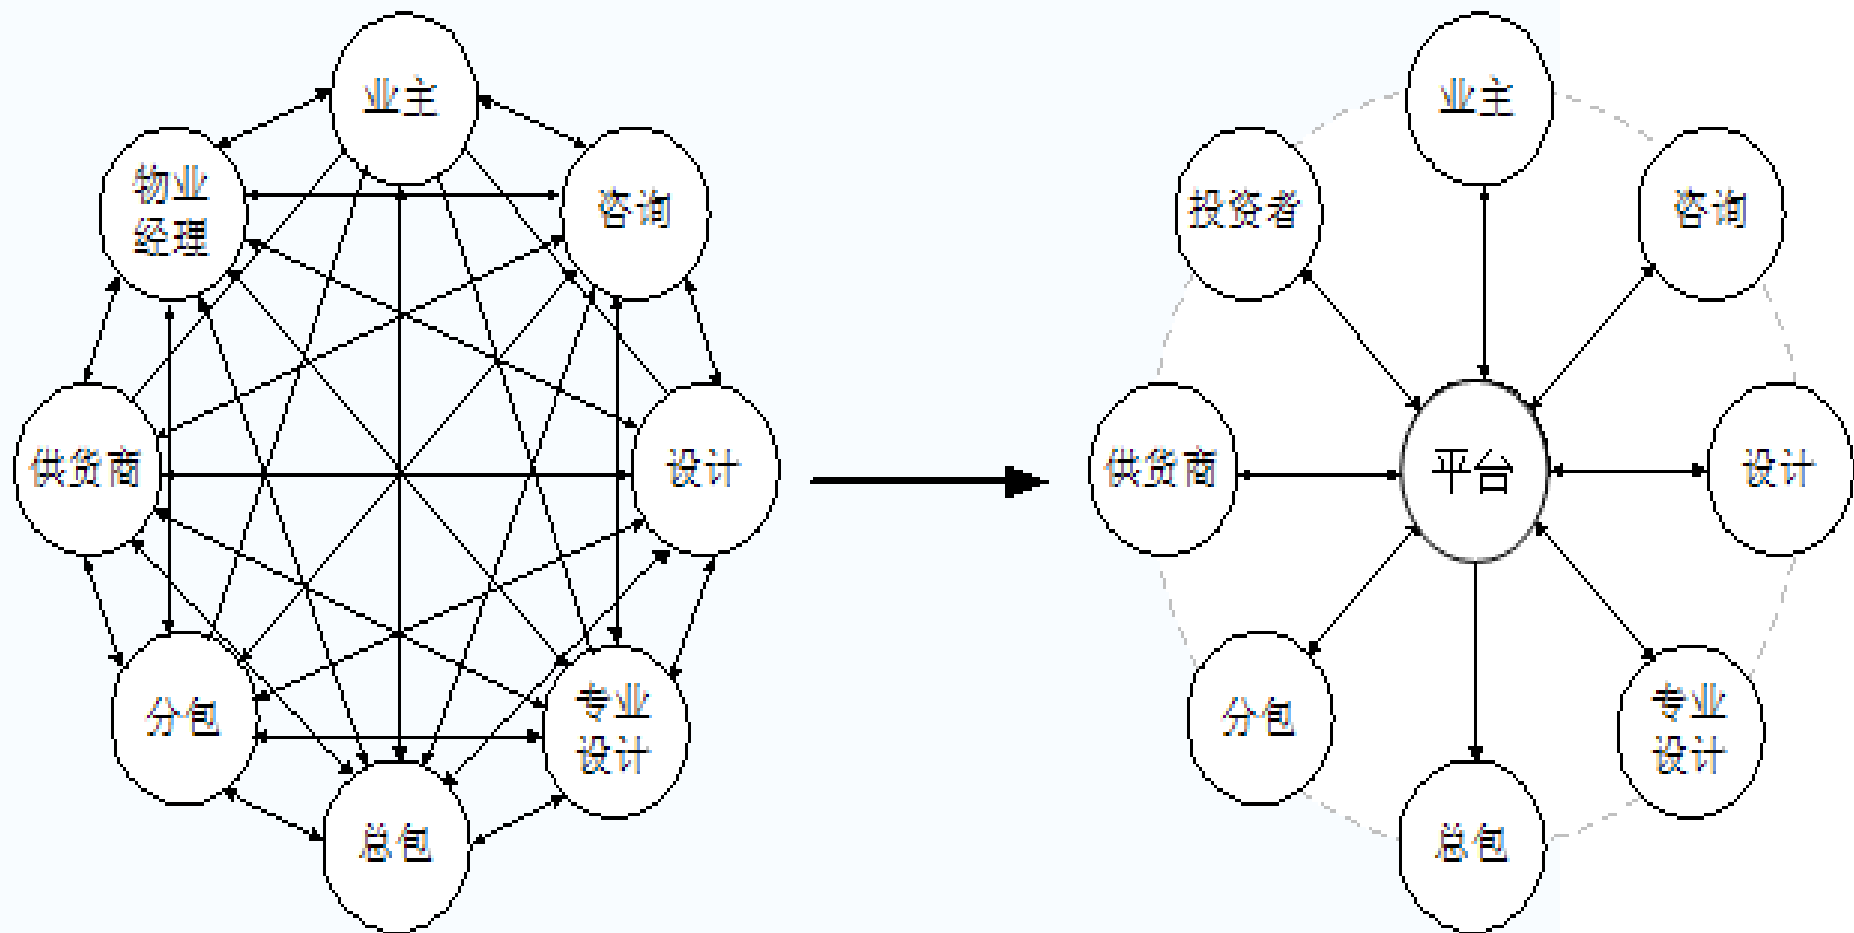 业主
物业
经理
咨询
供货商
设计
分包
专业
设计
总包
业主
投资者
咨询
供货商
平台
设计
分包
专业
设计
总包